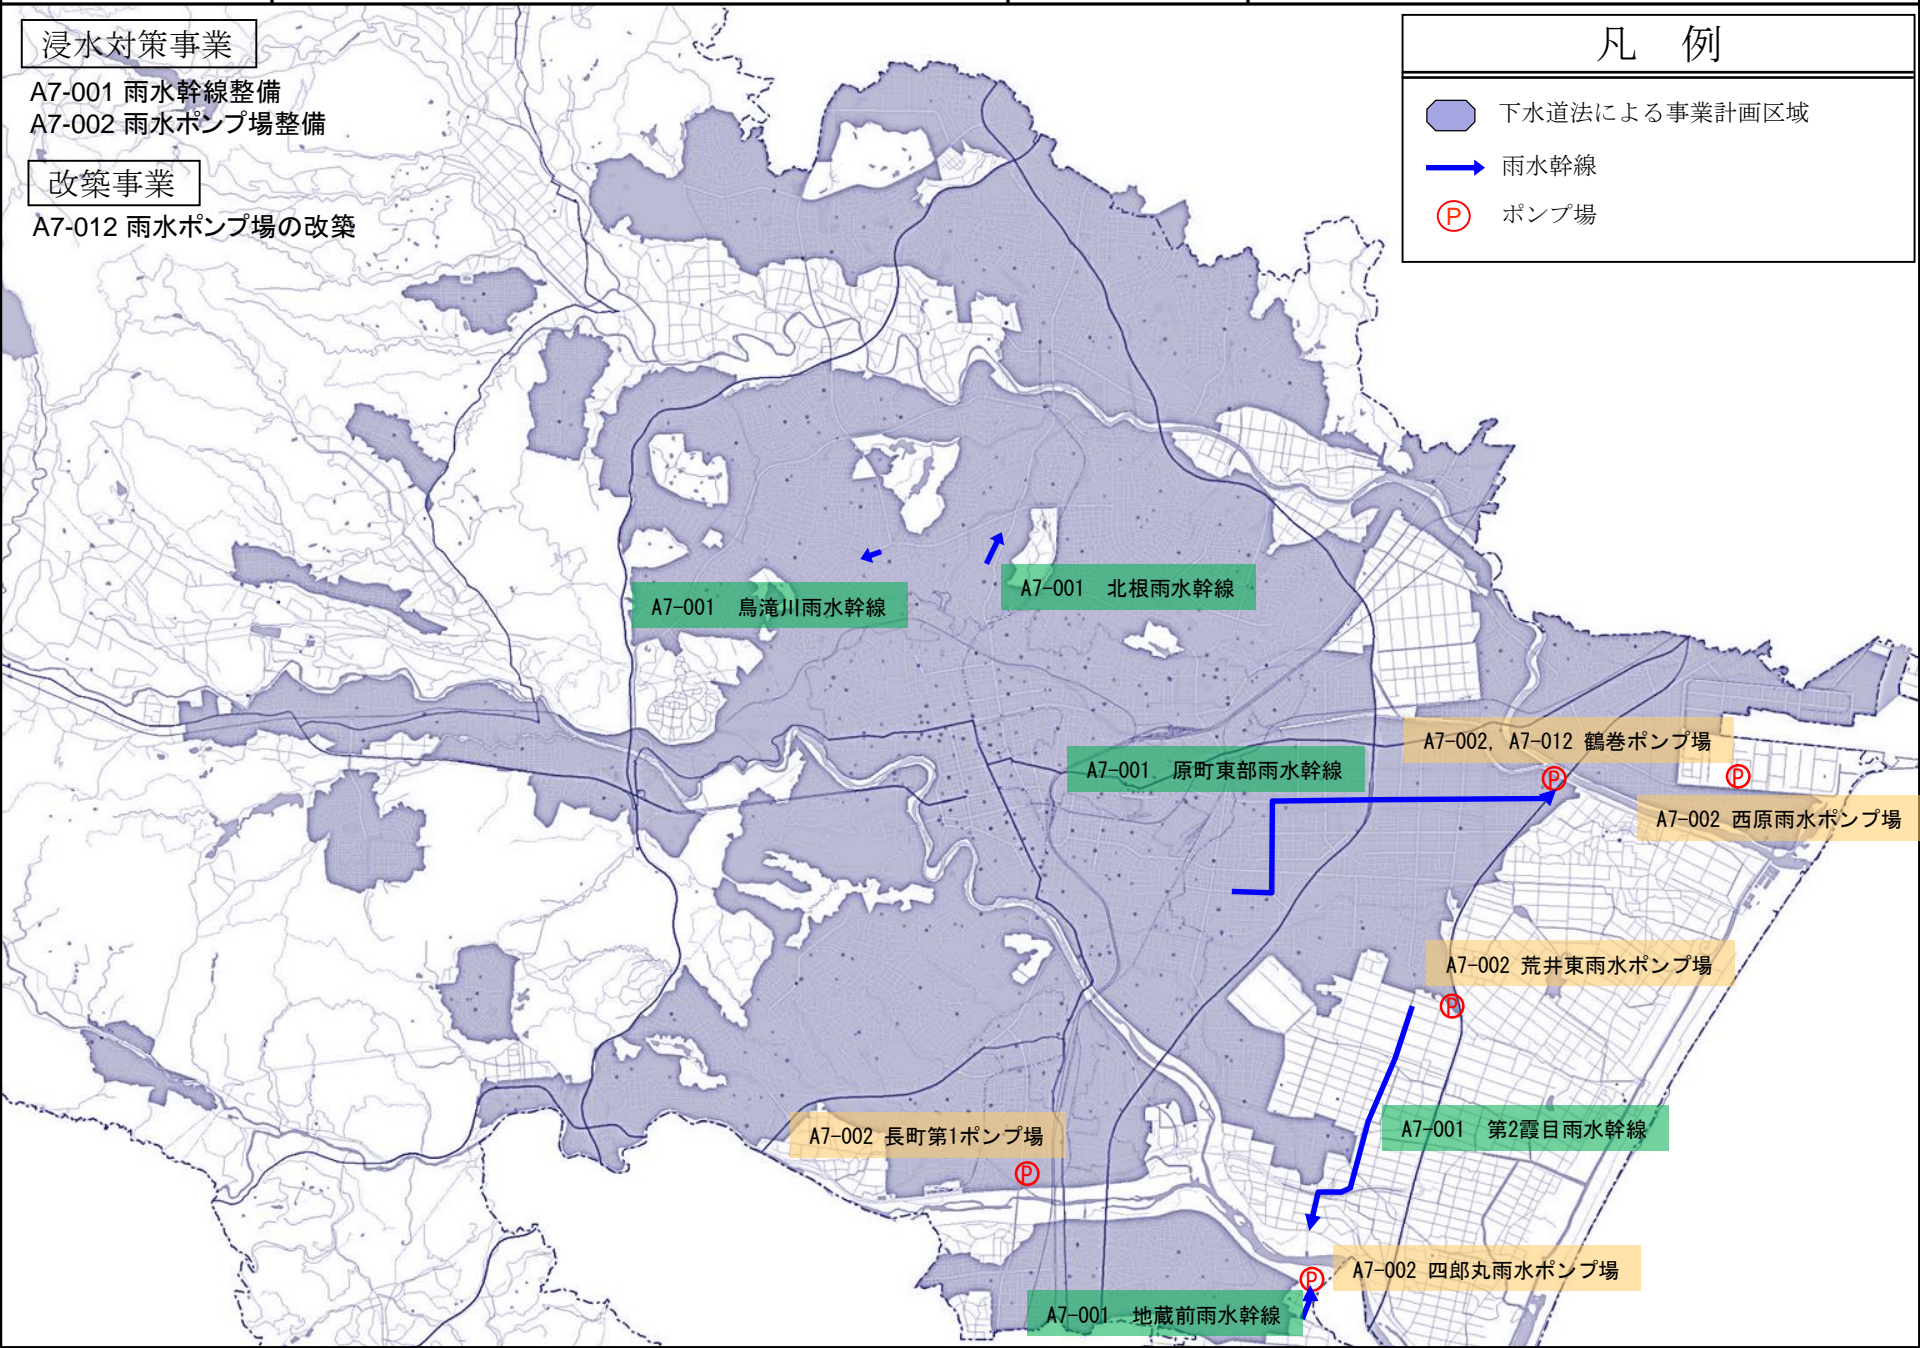 浸水対策事業
A7-001 雨水幹線整備
A7-002 雨水ポンプ場整備
改築事業
A7-012 雨水ポンプ場の改築
凡　例
下水道法による事業計画区域
雨水幹線
P ポンプ場
A7-001　鳥滝川雨水幹線
A7-001　北根雨水幹線
A7-001　原町東部雨水幹線
A7-002, A7-012 鶴巻ポンプ場
P
P
A7-002 西原雨水ポンプ場
A7-002 荒井東雨水ポンプ場
P
A7-001　第2霞目雨水幹線
A7-002 長町第1ポンプ場
P
A7-002 四郎丸雨水ポンプ場
P
A7-001　地蔵前雨水幹線